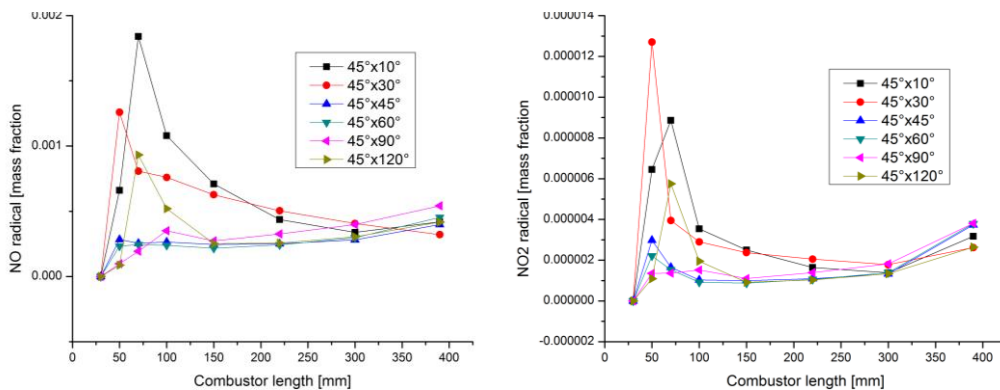 0.002
0.001
0.000
NO radical [mass fraction]
45°x10°
45°x30°
45°x45°
45°x60°
45°x90°
45°x120°
0 50 100 150 200 250 300 350 400
Combustor length [mm]
0.000014
0.000012
0.000010
0.000008
0.000006
0.000004
0.000002
0.000000
-0.000002
NO2 radical [mass fraction]
45°x10°
45°x30°
45°x45°
45°x60°
45°x90°
45°x120°
0 50 100 150 200 250 300 350 400
Combustor length [mm]